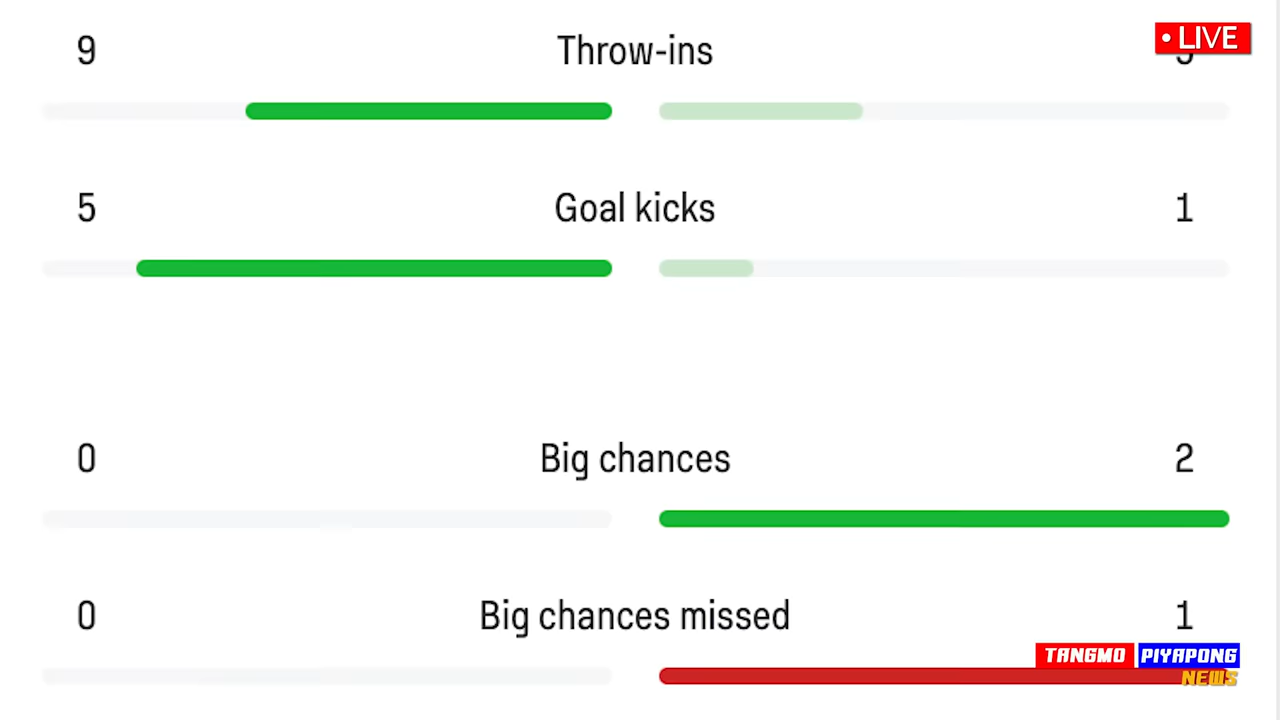 9 Throw-ins
• LIVE
5 Goal kicks 1
0 Big chances 2
0 Big chances missed 1
TANGMO PIYAPONG
NEWS